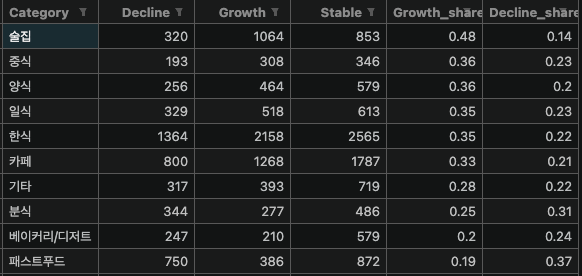 Category Decline Growth Stable Growth_share Decline_share
술집 320 1064 853 0.48 0.14
중식 193 308 346 0.36 0.23
양식 256 464 579 0.36 0.2
일식 329 518 613 0.35 0.23
한식 1364 2158 2565 0.35 0.22
카페 800 1268 1787 0.33 0.21
기타 317 393 719 0.28 0.22
분식 344 277 486 0.25 0.31
베이커리/디저트 247 210 579 0.2 0.24
패스트푸드 750 386 872 0.19 0.37